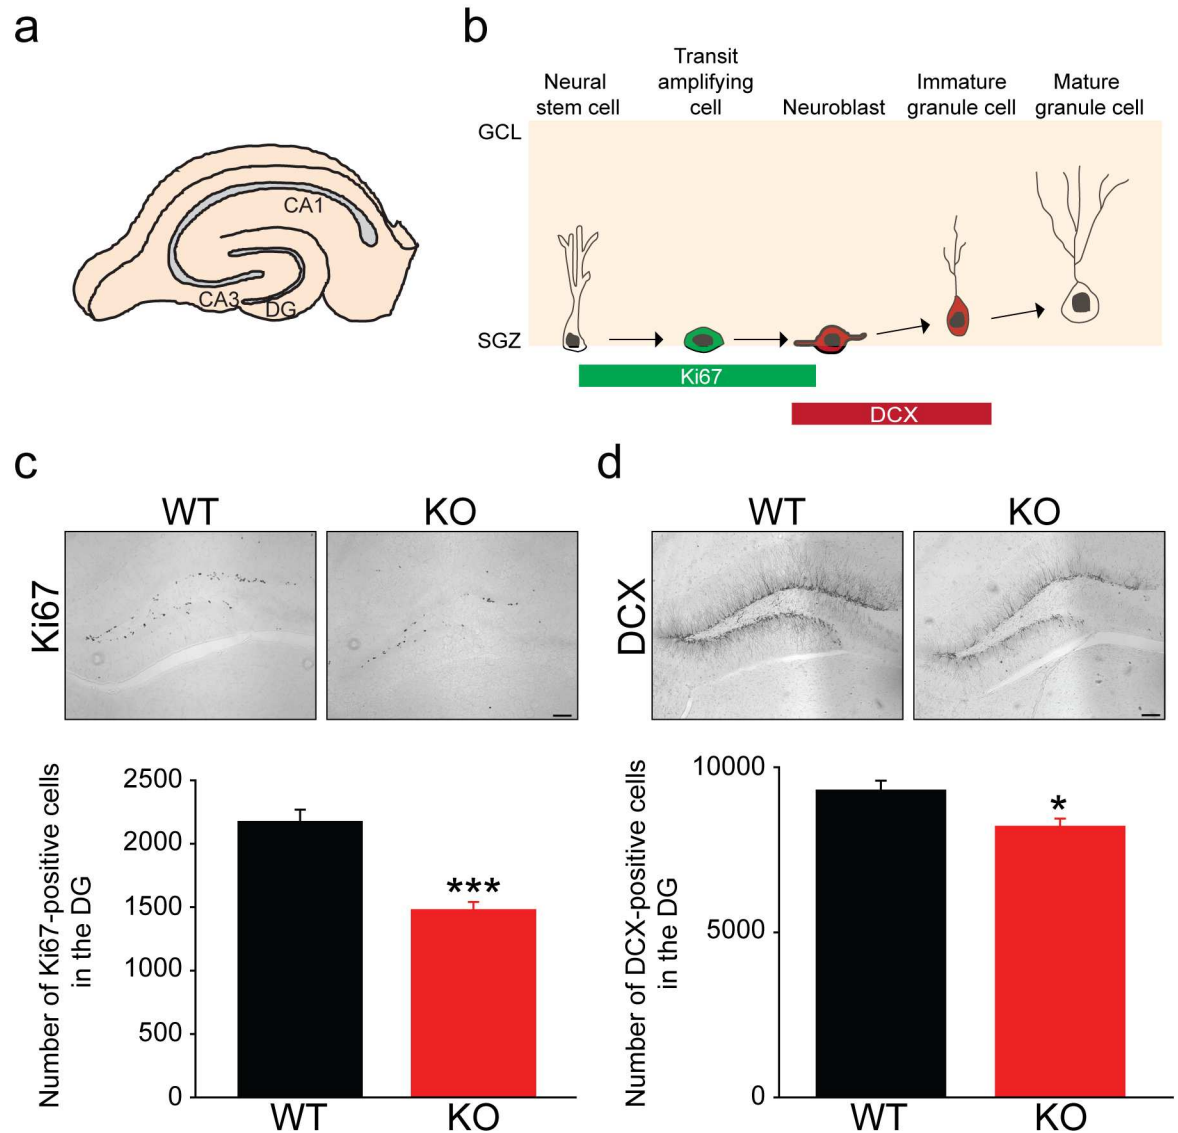 a
CA1
CA3
DG
b
Neural
stem cell
Transit
amplifying
cell
Neuroblast
Immature
granule cell
Mature
granule cell
GCL
SGZ
Ki67
DCX
c
WT
KO
Ki67
Number of Ki67-positive cells
in the DG
2500
2000
1500
1000
500
0
***
WT
KO
d
WT
KO
DCX
Number of DCX-positive cells
in the DG
10000
5000
0
*
WT
KO